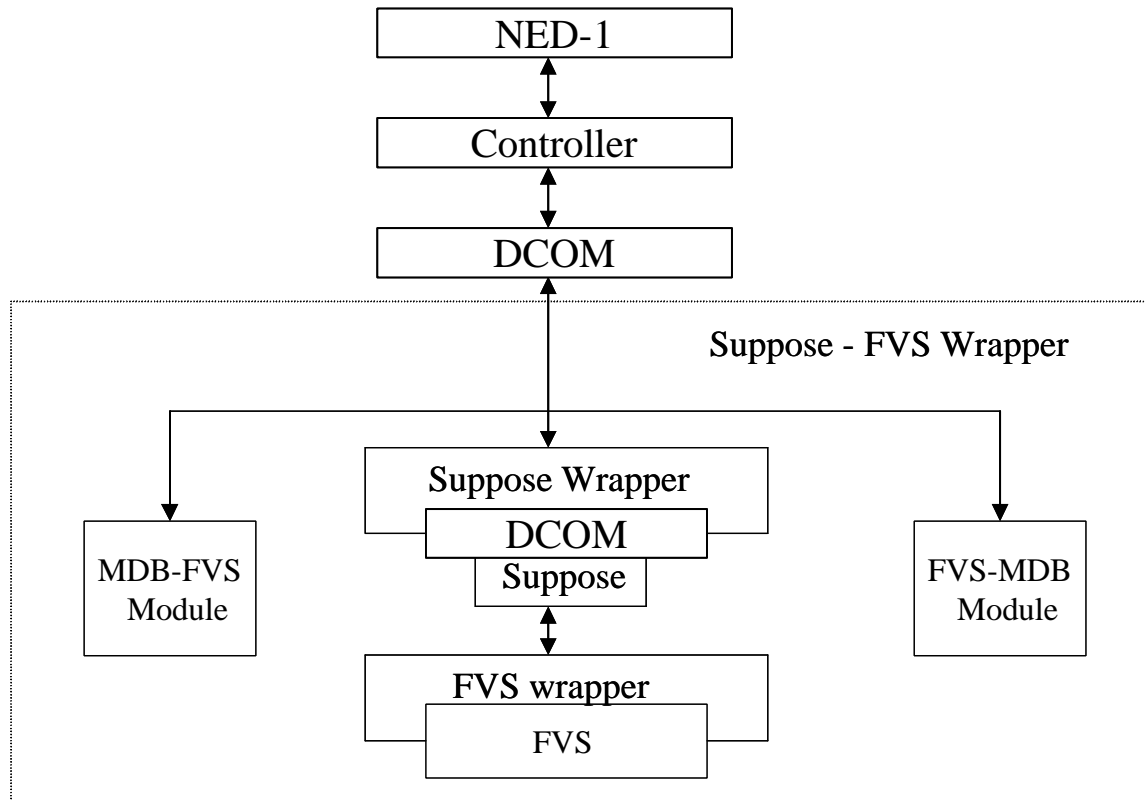 NED-1
Controller
DCOM
Suppose - FVS Wrapper
Suppose Wrapper
DCOM
Suppose
MDB-FVS
Module
FVS-MDB
Module
FVS wrapper
FVS